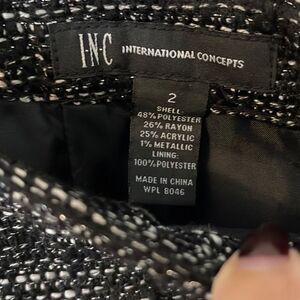 I·N·C INTERNATIONAL CONCEPTS
2
SHELL:
48% POLYESTER
26% RAYON
25% ACRYLIC
1% METALLIC
LINING:
100% POLYESTER
MADE IN CHINA
WPL 8046